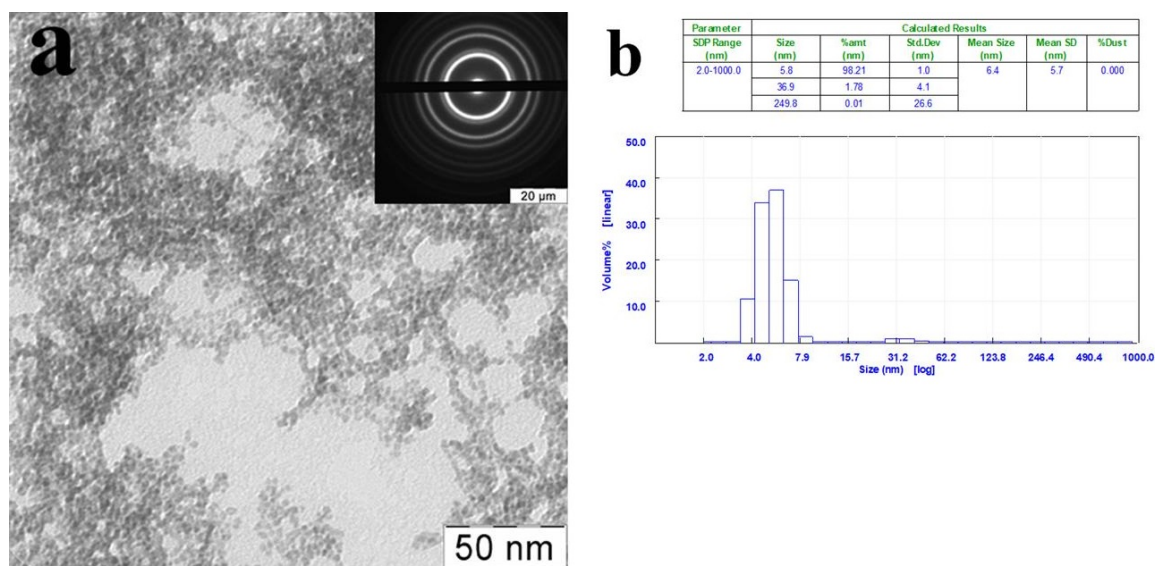 a
20 µm
50 nm
b
Parameter Calculated Results
SDP Range (nm) Size (nm) %amt (nm) Std.Dev (nm) Mean Size (nm) Mean SD (nm) %Dust
2.0-1000.0 5.8 98.21 1.0 6.4 5.7 0.000
36.9 1.78 4.1
249.8 0.01 26.6
50.0
40.0
30.0
20.0
10.0
Volume% [linear]
2.0 4.0 7.9 15.7 31.2 62.2 123.8 246.4 490.4 1000.0
Size (nm) [log]